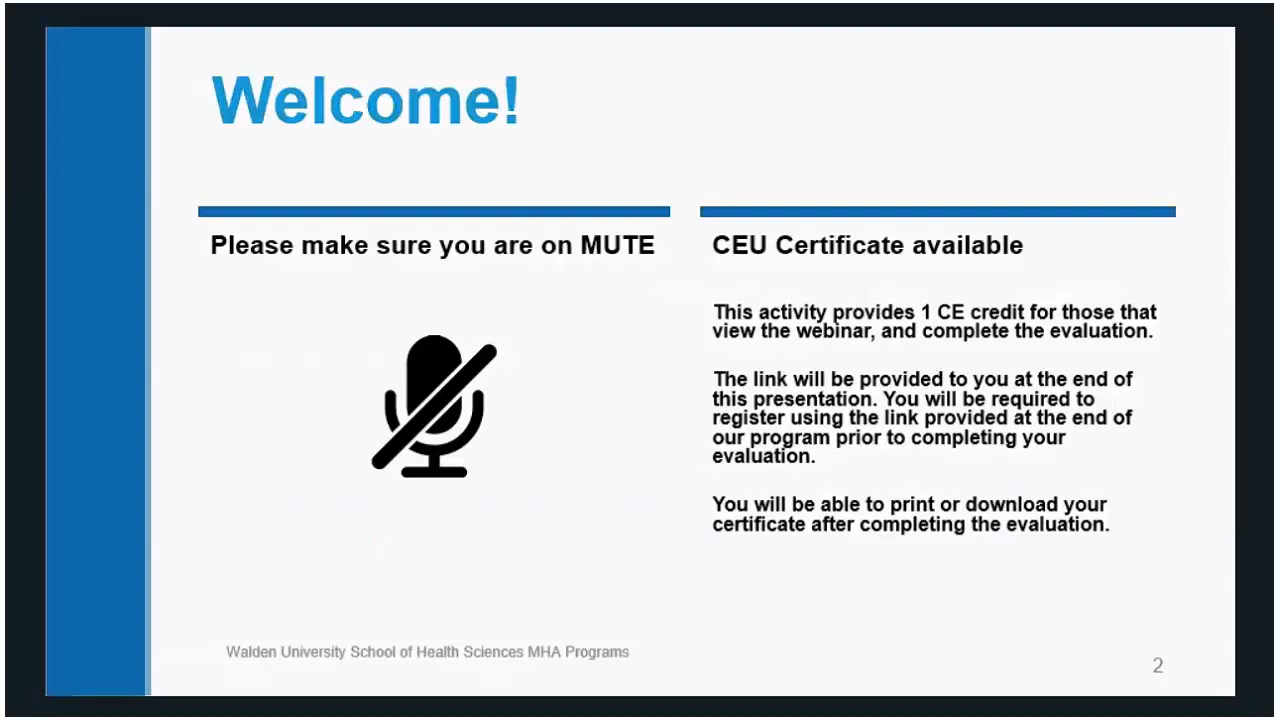 Welcome!
Please make sure you are on MUTE
CEU Certificate available
This activity provides 1 CE credit for those that
view the webinar, and complete the evaluation.
The link will be provided to you at the end of
this presentation. You will be required to
register using the link provided at the end of
our program prior to completing your
evaluation.
You will be able to print or download your
certificate after completing the evaluation.
Walden University School of Health Sciences MHA Programs
2